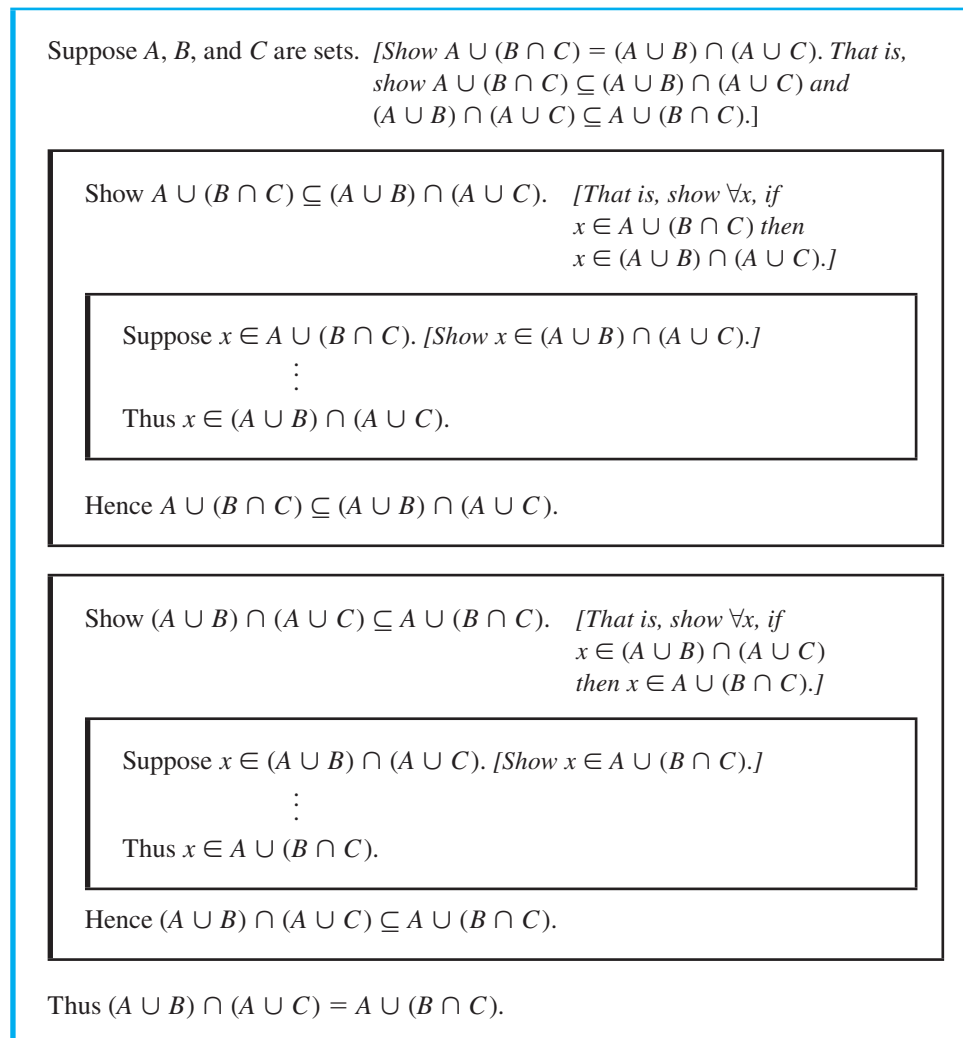 Suppose A, B, and C are sets. [Show A ∪ (B ∩ C) = (A ∪ B) ∩ (A ∪ C). That is,
show A ∪ (B ∩ C) ⊆ (A ∪ B) ∩ (A ∪ C) and
(A ∪ B) ∩ (A ∪ C) ⊆ A ∪ (B ∩ C).]
Show A ∪ (B ∩ C) ⊆ (A ∪ B) ∩ (A ∪ C). [That is, show ∀x, if
x ∈ A ∪ (B ∩ C) then
x ∈ (A ∪ B) ∩ (A ∪ C).]
Suppose x ∈ A ∪ (B ∩ C). [Show x ∈ (A ∪ B) ∩ (A ∪ C).]
⋮
Thus x ∈ (A ∪ B) ∩ (A ∪ C).
Hence A ∪ (B ∩ C) ⊆ (A ∪ B) ∩ (A ∪ C).
Show (A ∪ B) ∩ (A ∪ C) ⊆ A ∪ (B ∩ C). [That is, show ∀x, if
x ∈ (A ∪ B) ∩ (A ∪ C)
then x ∈ A ∪ (B ∩ C).]
Suppose x ∈ (A ∪ B) ∩ (A ∪ C). [Show x ∈ A ∪ (B ∩ C).]
⋮
Thus x ∈ A ∪ (B ∩ C).
Hence (A ∪ B) ∩ (A ∪ C) ⊆ A ∪ (B ∩ C).
Thus (A ∪ B) ∩ (A ∪ C) = A ∪ (B ∩ C).